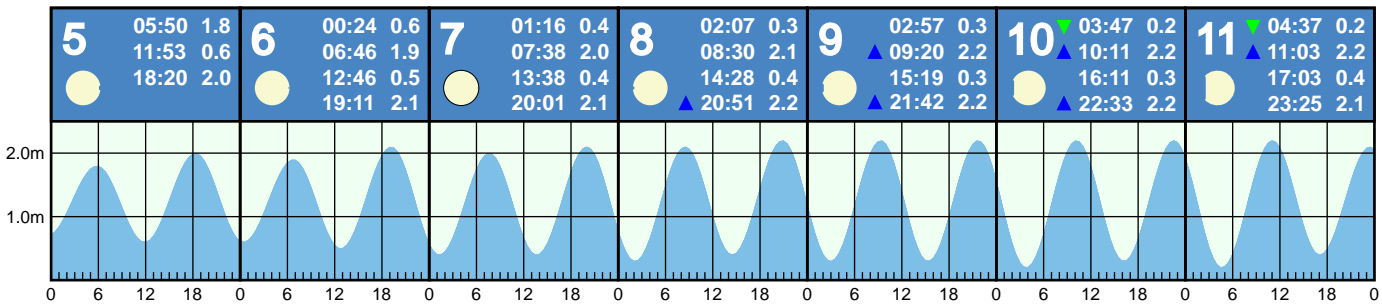 5
05:50 1.8
11:53 0.6
18:20 2.0
6
00:24 0.6
06:46 1.9
12:46 0.5
19:11 2.1
7
01:16 0.4
07:38 2.0
13:38 0.4
20:01 2.1
8
02:07 0.3
08:30 2.1
14:28 0.4
▲ 20:51 2.2
9
02:57 0.3
▲ 09:20 2.2
15:19 0.3
▲ 21:42 2.2
10
▼ 03:47 0.2
▲ 10:11 2.2
16:11 0.3
▲ 22:33 2.2
11
▼ 04:37 0.2
▲ 11:03 2.2
17:03 0.4
23:25 2.1
2.0m
1.0m
0 6 12 18 0 6 12 18 0 6 12 18 0 6 12 18 0 6 12 18 0 6 12 18 0 6 12 18 0